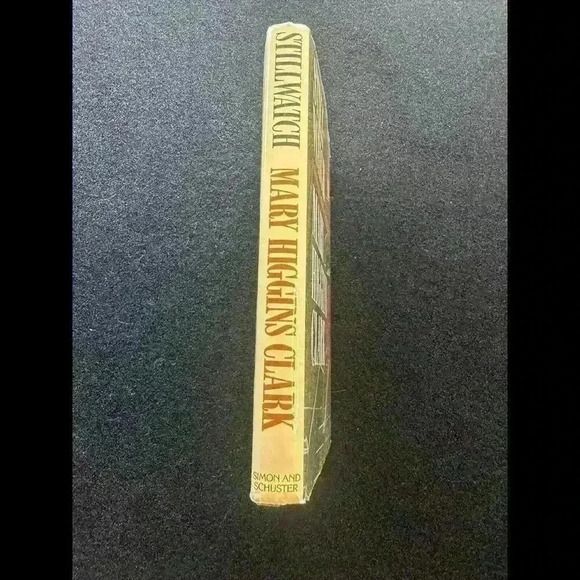 STILLWATCH
MARY HIGGINS CLARK
SIMON AND
SCHUSTER